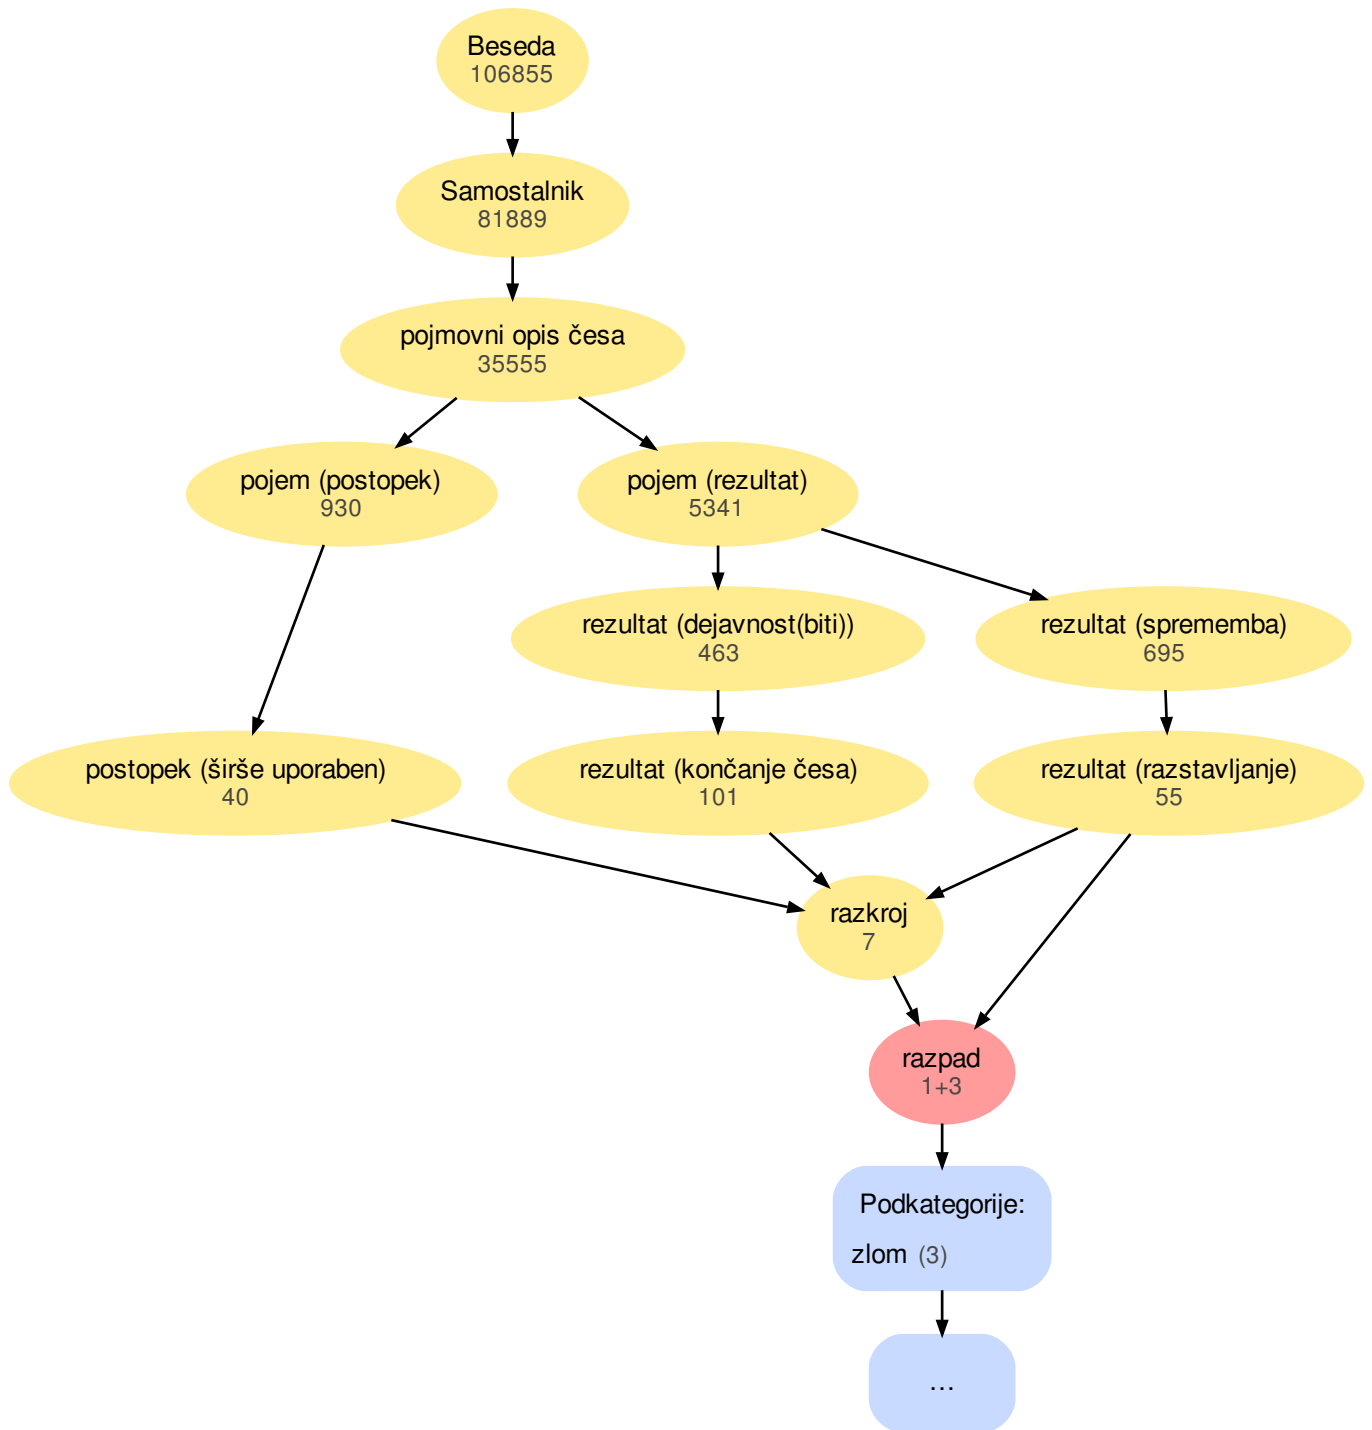 Beseda
106855
Samostalnik
81889
pojmovni opis česa
35555
pojem (postopek)
930
pojem (rezultat)
5341
rezultat (dejavnost(biti))
463
rezultat (sprememba)
695
postopek (širše uporaben)
40
rezultat (končanje česa)
101
rezultat (razstavljanje)
55
razkroj
7
razpad
1+3
Podkategorije:
zlom (3)
…